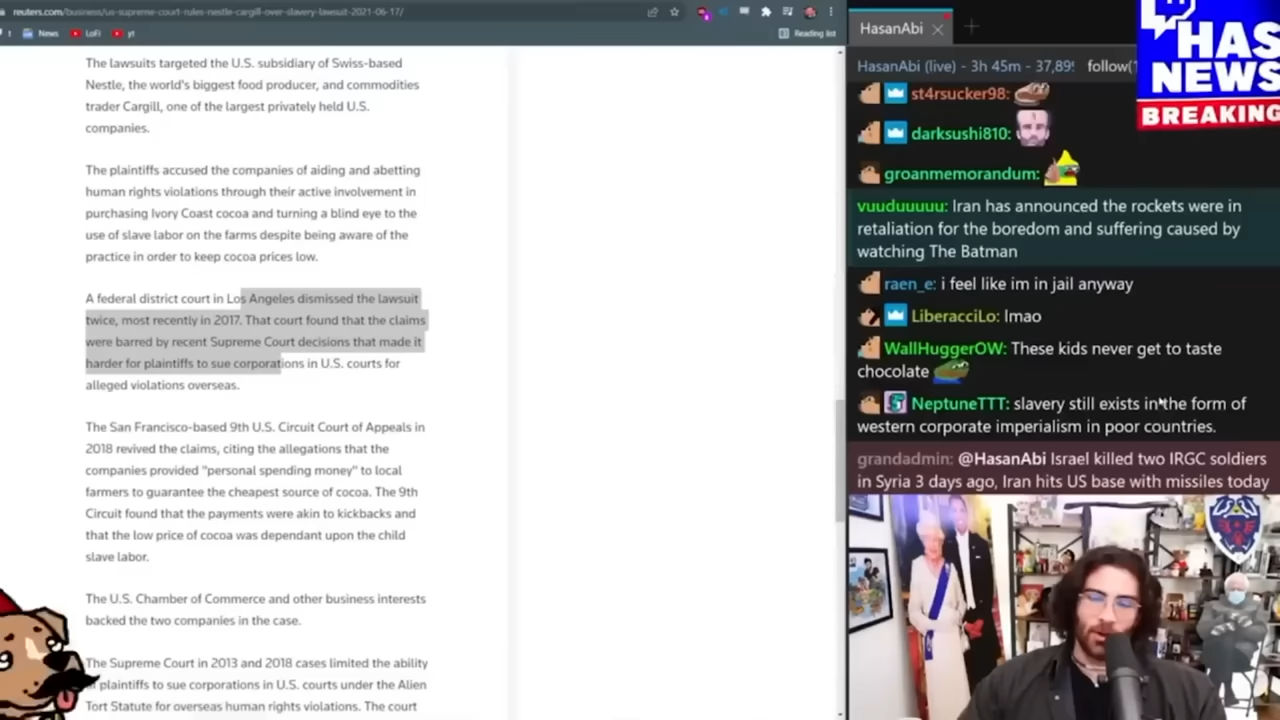 reuters.com/business/us-supreme-court-rules-nestle-cargill-over-slavery-lawsuit-2021-06-17/
News
LoFi
yt
Reading list
The lawsuits targeted the U.S. subsidiary of Swiss-based
Nestle, the world's biggest food producer, and commodities
trader Cargill, one of the largest privately held U.S.
companies.
The plaintiffs accused the companies of aiding and abetting
human rights violations through their active involvement in
purchasing Ivory Coast cocoa and turning a blind eye to the
use of slave labor on the farms despite being aware of the
practice in order to keep cocoa prices low.
A federal district court in Los Angeles dismissed the lawsuit
twice, most recently in 2017. That court found that the claims
were barred by recent Supreme Court decisions that made it
harder for plaintiffs to sue corporations in U.S. courts for
alleged violations overseas.
The San Francisco-based 9th U.S. Circuit Court of Appeals in
2018 revived the claims, citing the allegations that the
companies provided "personal spending money" to local
farmers to guarantee the cheapest source of cocoa. The 9th
Circuit found that the payments were akin to kickbacks and
that the low price of cocoa was dependant upon the child
slave labor.
The U.S. Chamber of Commerce and other business interests
backed the two companies in the case.
The Supreme Court in 2013 and 2018 cases limited the ability
plaintiffs to sue corporations in U.S. courts under the Alien
Tort Statute for overseas human rights violations. The court
HasanAbi
HasanAbi (live) - 3h 45m - 37,89
follow(
HAS
NEWS
BREAKING
st4rsucker98:
darksushi810:
groanmemorandum:
vuuduuuuu: Iran has announced the rockets were in
retaliation for the boredom and suffering caused by
watching The Batman
raen_e: i feel like im in jail anyway
LiberacciLo: lmao
WallHuggerOW: These kids never get to taste
chocolate
NeptuneTTT: slavery still exists in the form of
western corporate imperialism in poor countries.
grandadmin: @HasanAbi Israel killed two IRGC soldiers
in Syria 3 days ago, Iran hits US base with missiles today